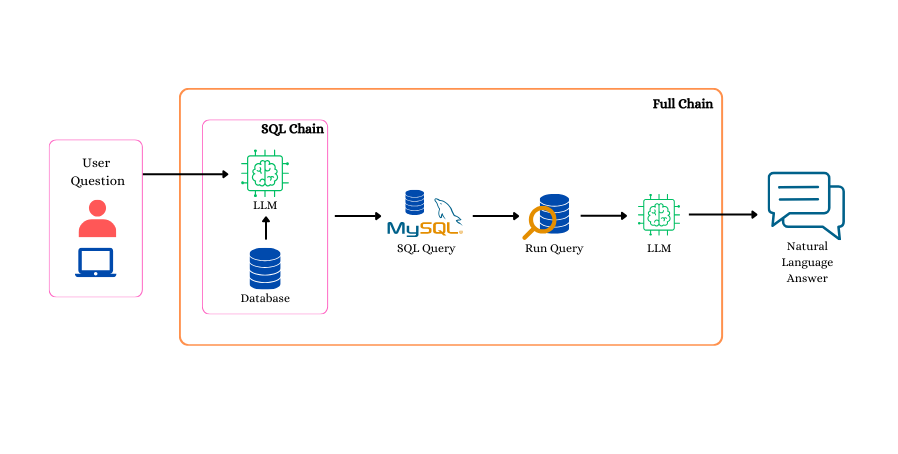 Full Chain
SQL Chain
User
Question
LLM
Database
MySQL®
SQL Query
Run Query
LLM
Natural
Language
Answer